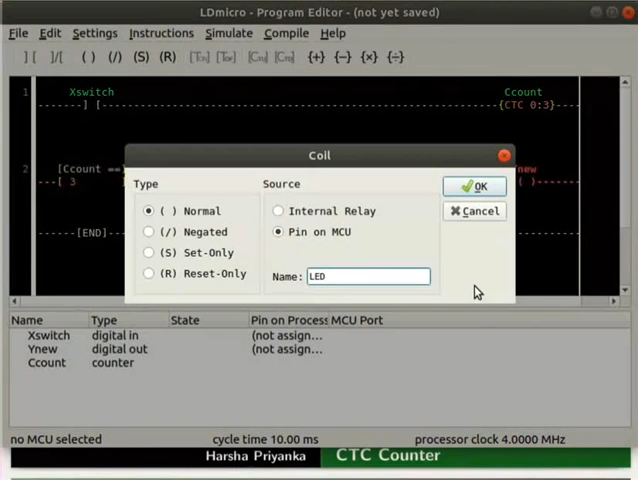 LDmicro - Program Editor - (not yet saved)
File Edit Settings Instructions Simulate Compile Help
] [ ]/[ ( ) (/) (S) (R) {+} {−} {×} {÷}
1 Xswitch Ccount
] [ {CTC 0:3}
Coil
2 [Ccount == new
[ 3 ( )
[END]
Type Source
( ) Normal Internal Relay OK
(/) Negated Pin on MCU Cancel
(S) Set-Only
(R) Reset-Only Name: LED
Name Type State Pin on Process MCU Port
Xswitch digital in (not assign...
Ynew digital out (not assign...
Ccount counter
no MCU selected cycle time 10.00 ms processor clock 4.0000 MHz
Harsha Priyanka CTC Counter